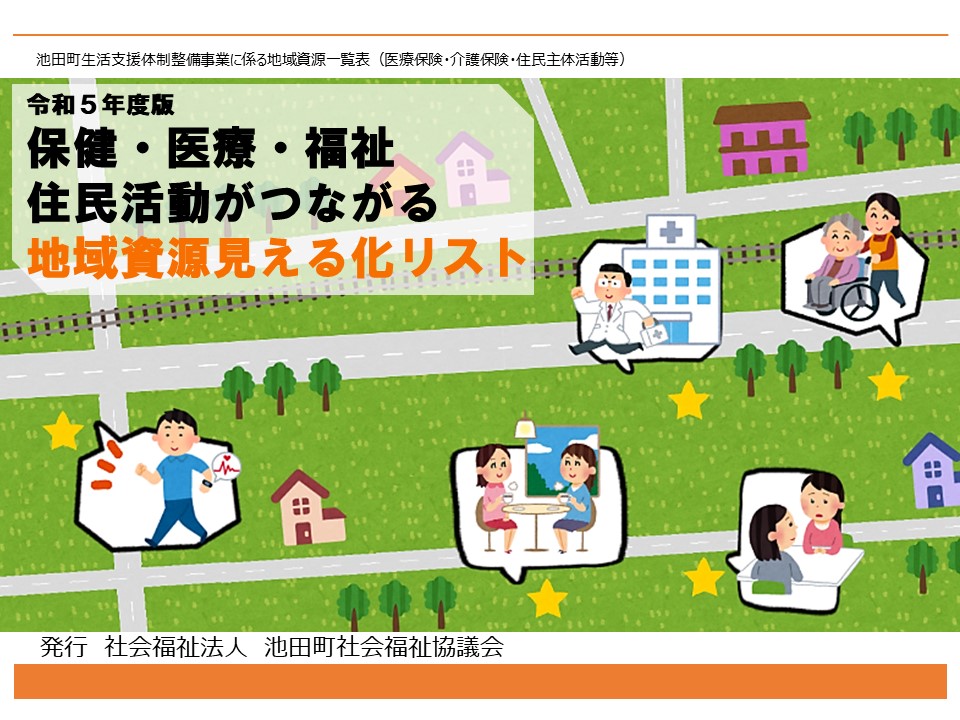 池田町生活支援体制整備事業に係る地域資源一覧表（医療保険・介護保険・住民主体活動等）
令和５年度版
保健・医療・福祉
住民活動がつながる
地域資源見える化リスト
発行　社会福祉法人　池田町社会福祉協議会